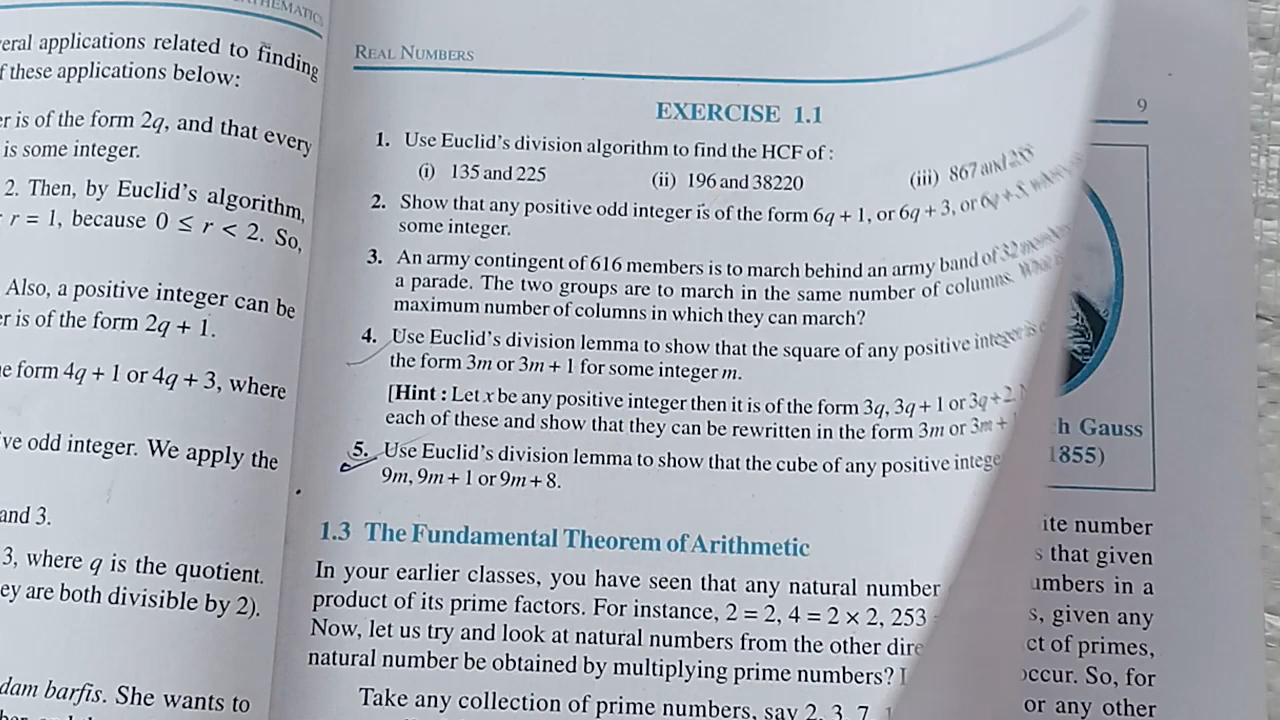 eral applications related to finding
f these applications below:
er is of the form 2q, and that every
is some integer.
2. Then, by Euclid's algorithm,
r = 1, because 0 ≤ r < 2. So,
Also, a positive integer can be
er is of the form 2q + 1.
e form 4q + 1 or 4q + 3, where
ve odd integer. We apply the
and 3.
3, where q is the quotient.
ey are both divisible by 2).
dam barfis. She wants to
REAL NUMBERS
EXERCISE 1.1
1. Use Euclid's division algorithm to find the HCF of :
(i) 135 and 225 (ii) 196 and 38220 (iii) 867 and 255
2. Show that any positive odd integer is of the form 6q + 1, or 6q + 3, or 6q + 5, where
some integer.
3. An army contingent of 616 members is to march behind an army band of 32 members
a parade. The two groups are to march in the same number of columns. What is
maximum number of columns in which they can march?
4. Use Euclid's division lemma to show that the square of any positive integer is
the form 3m or 3m + 1 for some integer m.
[Hint : Let x be any positive integer then it is of the form 3q, 3q + 1 or 3q + 2.
each of these and show that they can be rewritten in the form 3m or 3m +
5. Use Euclid's division lemma to show that the cube of any positive intege
9m, 9m + 1 or 9m + 8.
1.3 The Fundamental Theorem of Arithmetic
In your earlier classes, you have seen that any natural number
product of its prime factors. For instance, 2 = 2, 4 = 2 × 2, 253
Now, let us try and look at natural numbers from the other dire
natural number be obtained by multiplying prime numbers?
Take any collection of prime numbers, say 2, 3, 7,
9
h Gauss
1855)
ite number
s that given
umbers in a
s, given any
ct of primes,
occur. So, for
or any other